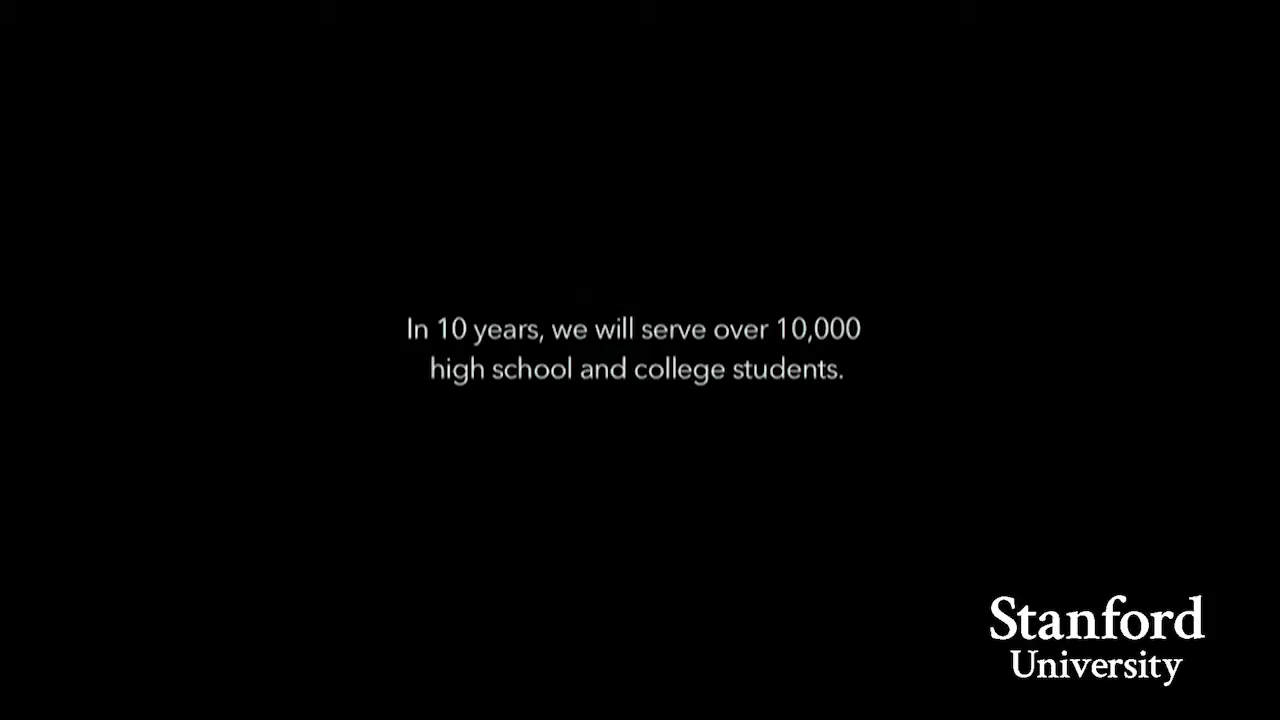 In 10 years, we will serve over 10,000
high school and college students.
Stanford
University